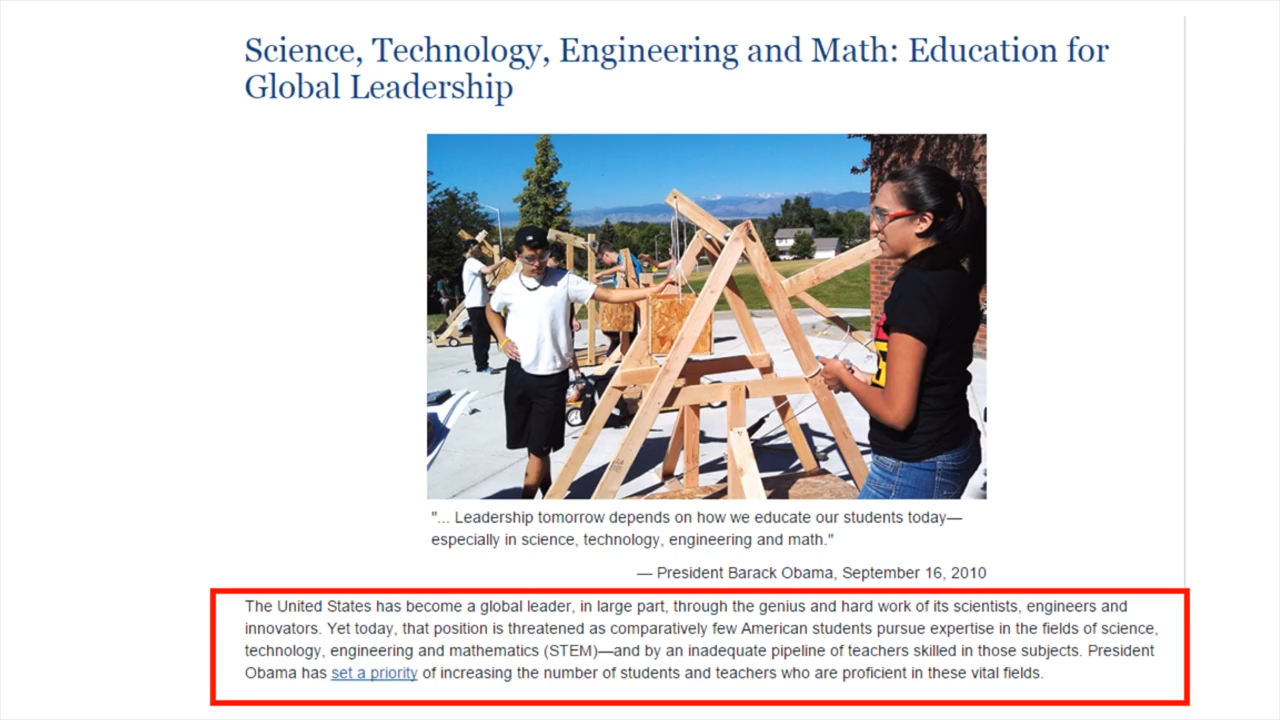 Science, Technology, Engineering and Math: Education for
Global Leadership
"... Leadership tomorrow depends on how we educate our students today—
especially in science, technology, engineering and math."
— President Barack Obama, September 16, 2010
The United States has become a global leader, in large part, through the genius and hard work of its scientists, engineers and
innovators. Yet today, that position is threatened as comparatively few American students pursue expertise in the fields of science,
technology, engineering and mathematics (STEM)—and by an inadequate pipeline of teachers skilled in those subjects. President
Obama has set a priority of increasing the number of students and teachers who are proficient in these vital fields.